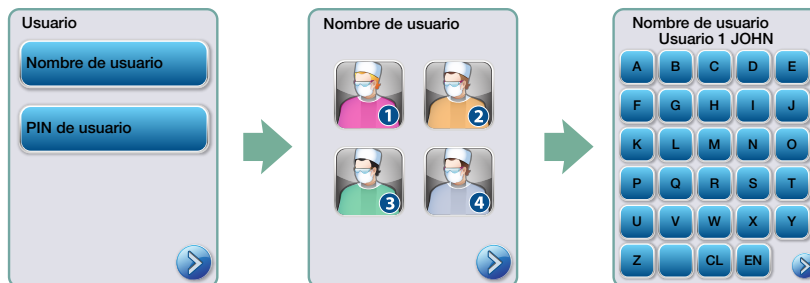 Usuario
Nombre de usuario
PIN de usuario
Nombre de usuario
1 2
3 4
Nombre de usuario
Usuario 1 JOHN
A B C D E
F G H I J
K L M N O
P Q R S T
U V W X Y
Z CL EN